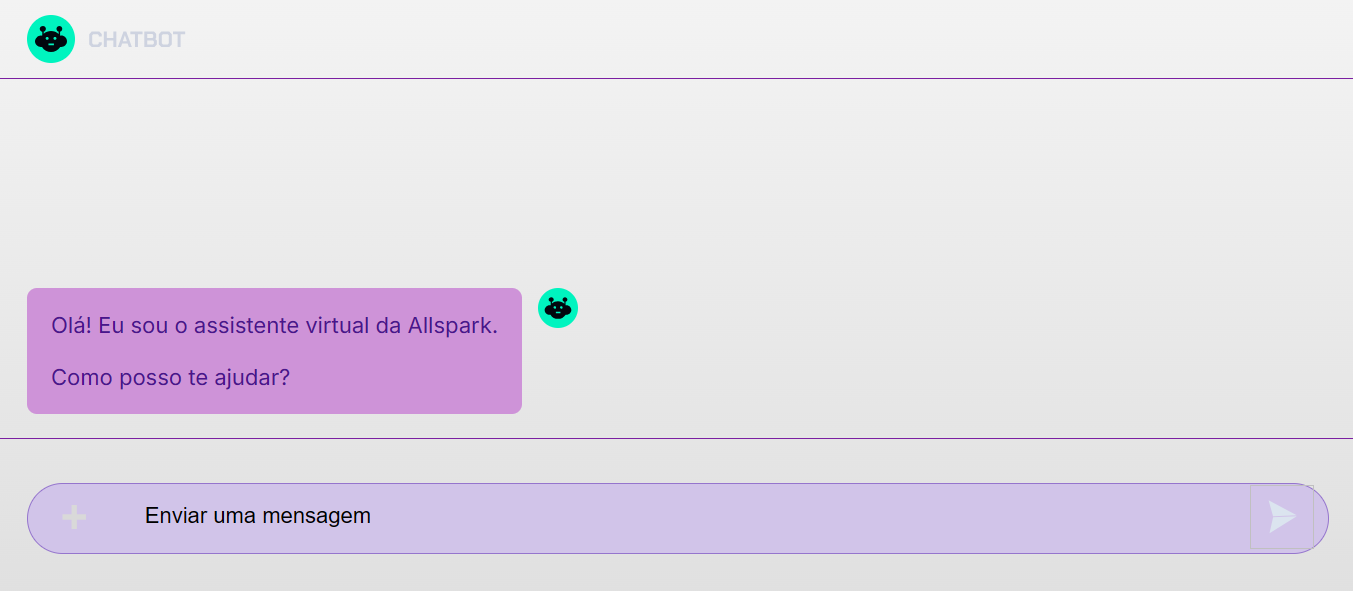 CHATBOT
Olá! Eu sou o assistente virtual da Allspark.
Como posso te ajudar?
Enviar uma mensagem